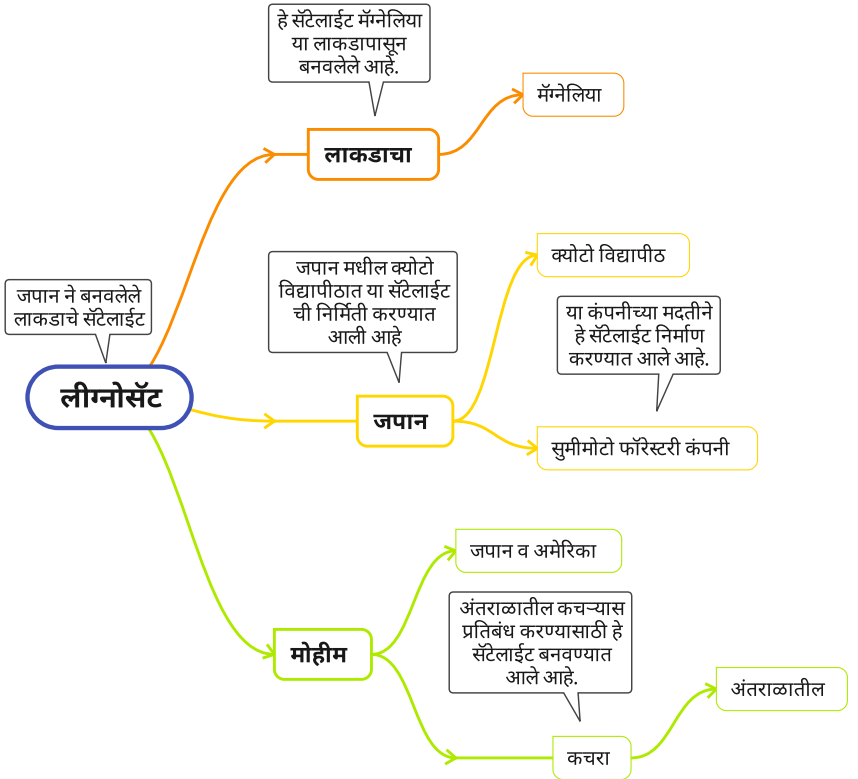 हे सॅटेलाईट मॅग्नेलिया
या लाकडापासून
बनवलेले आहे.
मॅग्नेलिया
लाकडाचा
जपान ने बनवलेले
लाकडाचे सॅटेलाईट
लीग्नोसॅट
जपान मधील क्योटो
विद्यापीठात या सॅटेलाईट
ची निर्मिती करण्यात
आली आहे
क्योटो विद्यापीठ
या कंपनीच्या मदतीने
हे सॅटेलाईट निर्माण
करण्यात आले आहे.
जपान
सुमीमोटो फॉरेस्टरी कंपनी
जपान व अमेरिका
अंतराळातील कचऱ्यास
प्रतिबंध करण्यासाठी हे
सॅटेलाईट बनवण्यात
आले आहे.
मोहीम
अंतराळातील
कचरा